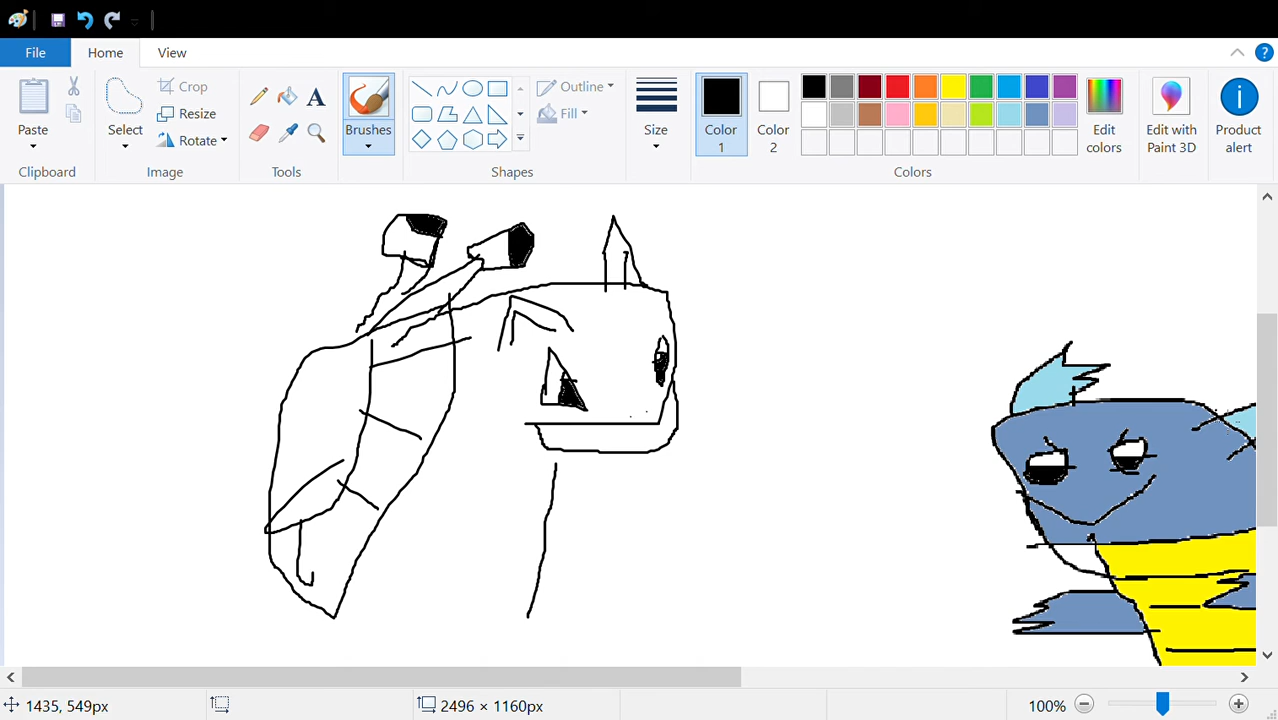 File Home View
Paste
Clipboard
Select
Crop
Resize
Rotate
Image
A
Tools
Brushes
Outline
Fill
Shapes
Size
Color 1
Color 2
Edit colors
Colors
Edit with Paint 3D
Product alert
1435, 549px
2496 × 1160px
100%